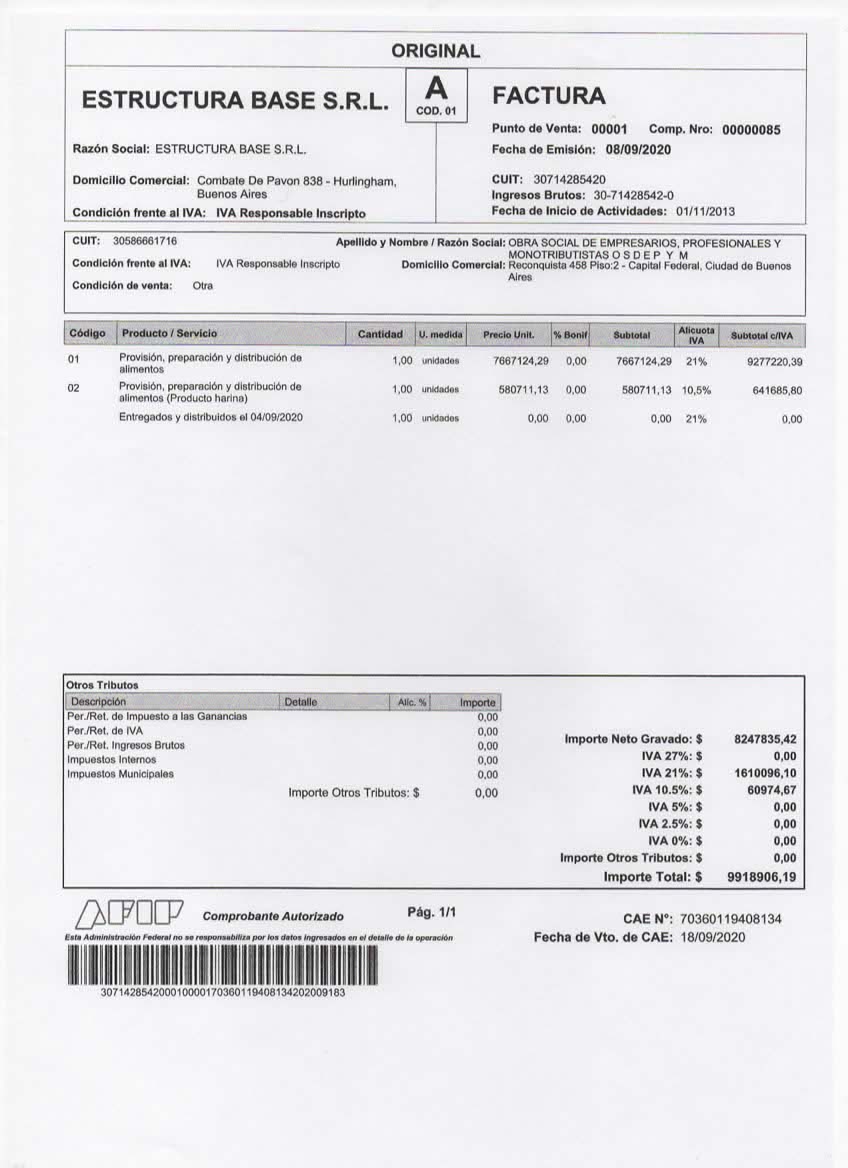 ORIGINAL
ESTRUCTURA BASE S.R.L.
A
COD. 01
FACTURA
Punto de Venta: 00001 Comp. Nro: 00000085
Razón Social: ESTRUCTURA BASE S.R.L.
Fecha de Emisión: 08/09/2020
Domicilio Comercial: Combate De Pavon 838 - Hurlingham,
Buenos Aires
CUIT: 30714285420
Ingresos Brutos: 30-71428542-0
Condición frente al IVA: IVA Responsable Inscripto
Fecha de Inicio de Actividades: 01/11/2013
CUIT: 30586661716
Apellido y Nombre / Razón Social: OBRA SOCIAL DE EMPRESARIOS, PROFESIONALES Y
MONOTRIBUTISTAS O S D E P Y M
Condición frente al IVA: IVA Responsable Inscripto
Domicilio Comercial: Reconquista 458 Piso:2 - Capital Federal, Ciudad de Buenos
Aires
Condición de venta: Otra
Código Producto / Servicio Cantidad U. medida Precio Unit. % Bonif Subtotal Alicuota IVA Subtotal c/IVA
01 Provisión, preparación y distribución de 1,00 unidades 7667124,29 0,00 7667124,29 21% 9277220,39
alimentos
02 Provisión, preparación y distribución de 1,00 unidades 580711,13 0,00 580711,13 10,5% 641685,80
alimentos (Producto harina)
Entregados y distribuidos el 04/09/2020 1,00 unidades 0,00 0,00 0,00 21% 0,00
Otros Tributos
Descripción Detalle Alíc. % Importe
Per./Ret. de Impuesto a las Ganancias 0,00
Per./Ret. de IVA 0,00
Per./Ret. Ingresos Brutos 0,00
Impuestos Internos 0,00
Impuestos Municipales 0,00
Importe Otros Tributos: $ 0,00
Importe Neto Gravado: $ 8247835,42
IVA 27%: $ 0,00
IVA 21%: $ 1610096,10
IVA 10.5%: $ 60974,67
IVA 5%: $ 0,00
IVA 2.5%: $ 0,00
IVA 0%: $ 0,00
Importe Otros Tributos: $ 0,00
Importe Total: $ 9918906,19
AFIP
Comprobante Autorizado
Pág. 1/1
CAE N°: 70360119408134
Fecha de Vto. de CAE: 18/09/2020
Esta Administración Federal no se responsabiliza por los datos ingresados en el detalle de la operación
307142854200010000170360119408134202009183